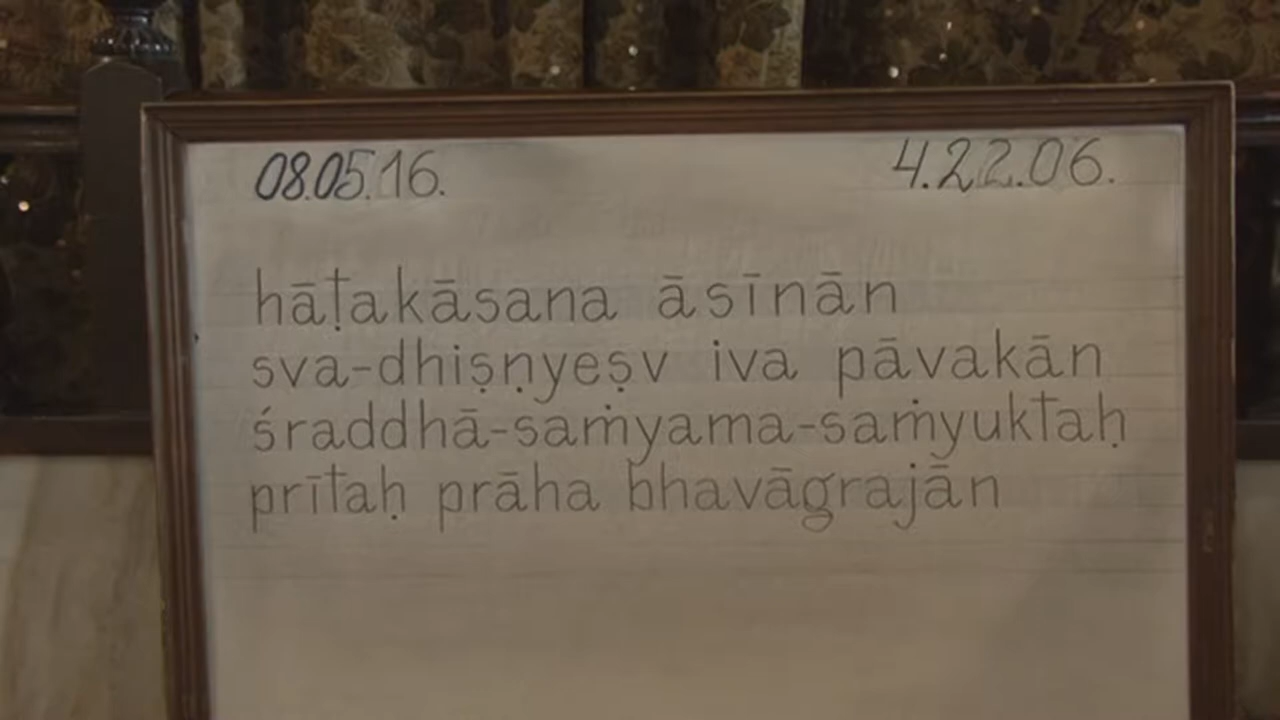 08.05.16. 4.22.06.
hāṭakāsana āsīnān
sva-dhiṣṇyeṣv iva pāvakān
śraddhā-saṁyama-saṁyuktaḥ
prītaḥ prāha bhavāgrajān